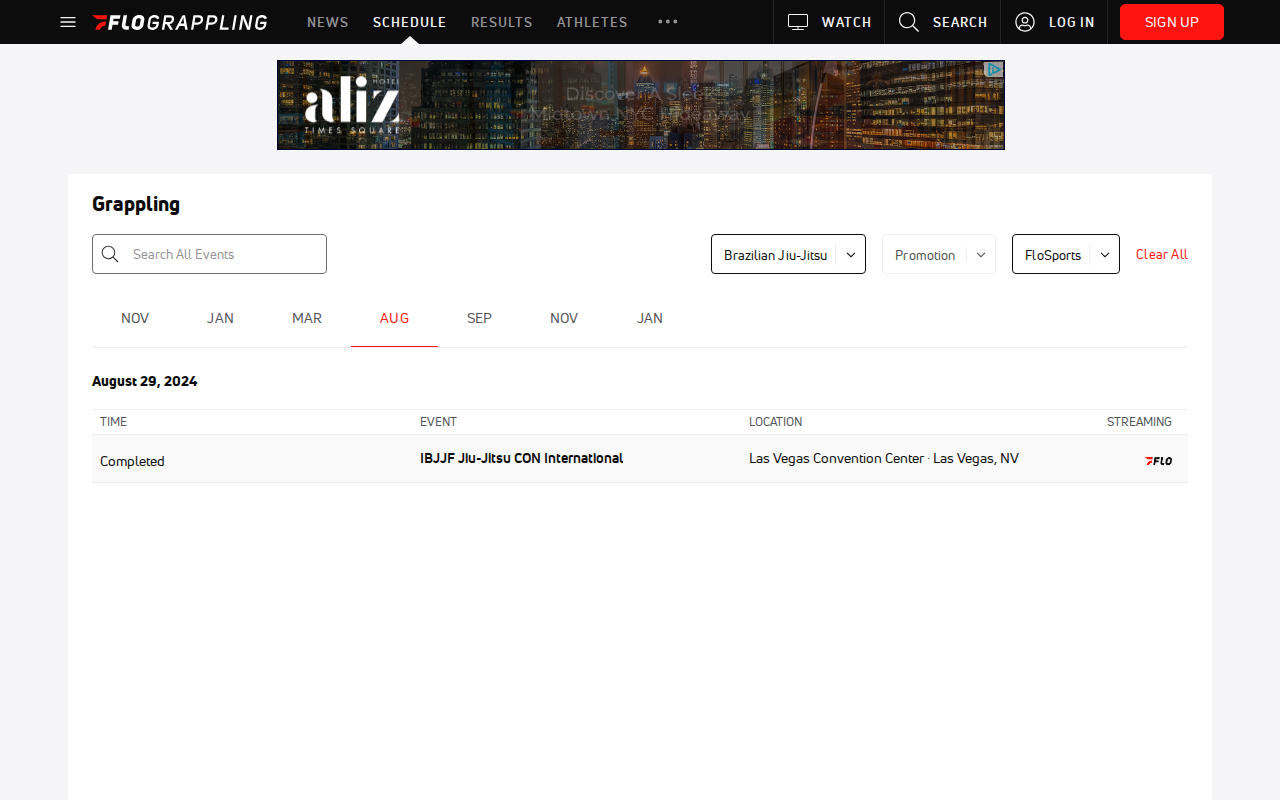 FLOGRAPPLING NEWS SCHEDULE RESULTS ATHLETES WATCH SEARCH LOG IN SIGN UP
aliz HOTEL
TIMES SQUARE
Discover A Sleek
Midtown NYC Hideaway
Grappling
Search All Events Brazilian Jiu-Jitsu Promotion FloSports Clear All
NOV JAN MAR AUG SEP NOV JAN
August 29, 2024
TIME EVENT LOCATION STREAMING
Completed IBJJF Jiu-Jitsu CON International Las Vegas Convention Center · Las Vegas, NV FLO